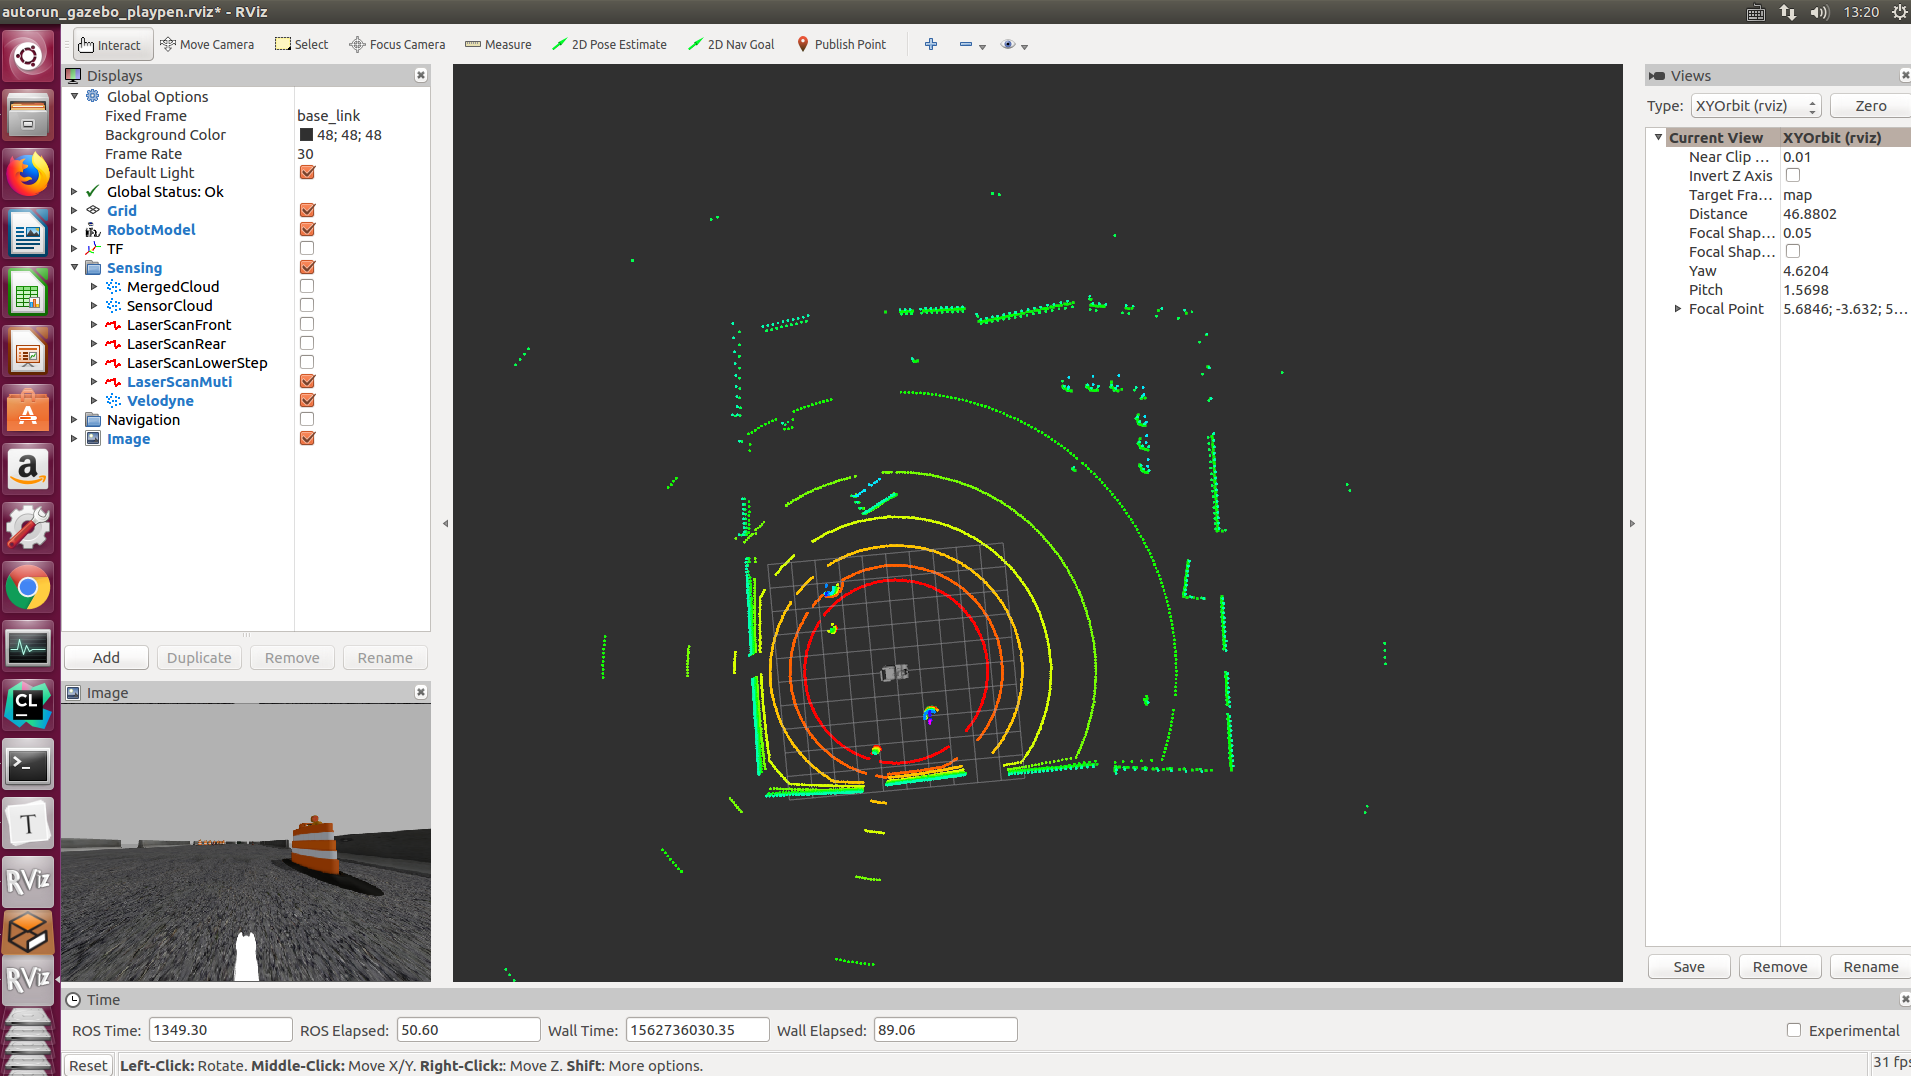 autorun_gazebo_playpen.rviz* - RViz
13:20
Interact
Move Camera
Select
Focus Camera
Measure
2D Pose Estimate
2D Nav Goal
Publish Point
Displays
Global Options
Fixed Frame base_link
Background Color 48; 48; 48
Frame Rate 30
Default Light
Global Status: Ok
Grid
RobotModel
TF
Sensing
MergedCloud
SensorCloud
LaserScanFront
LaserScanRear
LaserScanLowerStep
LaserScanMuti
Velodyne
Navigation
Image
Add Duplicate Remove Rename
Image
Views
Type: XYOrbit (rviz) Zero
Current View XYOrbit (rviz)
Near Clip ... 0.01
Invert Z Axis
Target Fra... map
Distance 46.8802
Focal Shap... 0.05
Focal Shap...
Yaw 4.6204
Pitch 1.5698
Focal Point 5.6846; -3.632; 5...
Save Remove Rename
a
CL
>_
T
RViz
RViz
Time
ROS Time: 1349.30 ROS Elapsed: 50.60 Wall Time: 1562736030.35 Wall Elapsed: 89.06 Experimental
Reset Left-Click: Rotate. Middle-Click: Move X/Y. Right-Click:: Move Z. Shift: More options. 31 fps